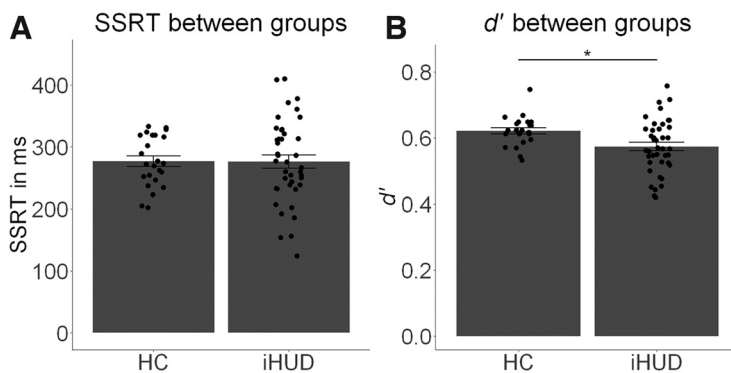 A SSRT between groups
SSRT in ms
400
300
200
100
0
HC iHUD
B d′ between groups
*
d′
0.8
0.6
0.4
0.2
0.0
HC iHUD